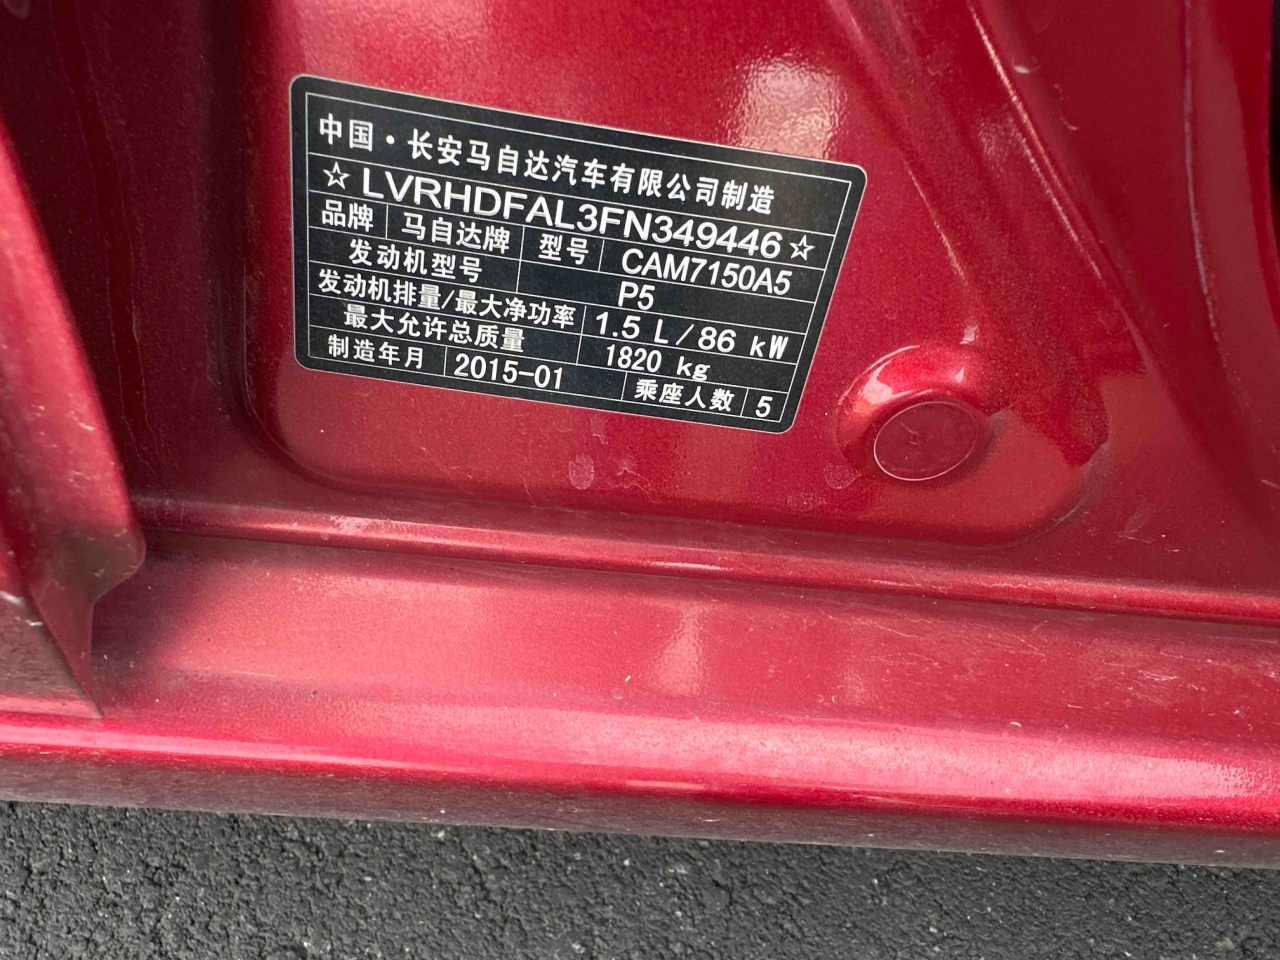 中国·长安马自达汽车有限公司制造
☆LVRHDFAL3FN349446☆
品牌 马自达牌 型号 CAM7150A5
发动机型号 P5
发动机排量/最大净功率 1.5 L/86 kW
最大允许总质量 1820 kg
制造年月 2015-01 乘座人数 5